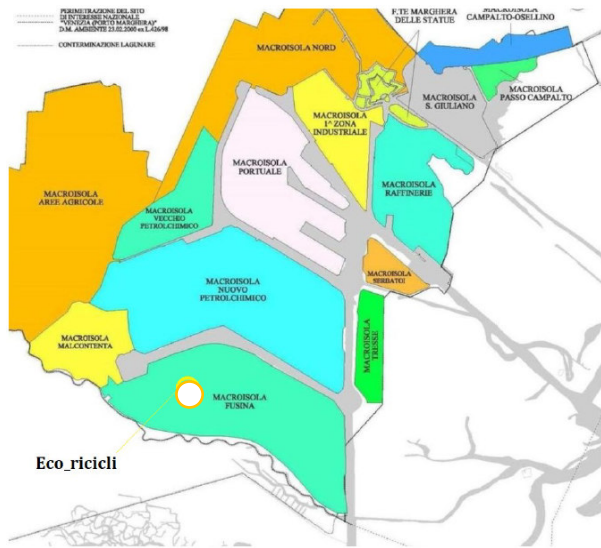 PERIMETRAZIONE DEL SITO
DI INTERESSE NAZIONALE
"VENEZIA (PORTO MARGHERA)"
D.M. AMBIENTE 23.02.2000 ex L.426/98
CONTERMINAZIONE LAGUNARE
F.TE MARGHERA
DELLE STATUE
MACROISOLA
CAMPALTO-OSELLINO
MACROISOLA NORD
MACROISOLA
S. GIULIANO
MACROISOLA
PASSO CAMPALTO
MACROISOLA
1^ ZONA
INDUSTRIALE
MACROISOLA
PORTUALE
MACROISOLA
RAFFINERIE
MACROISOLA
AREE AGRICOLE
MACROISOLA
VECCHIO
PETROLCHIMICO
MACROISOLA
SERBATOI
MACROISOLA
NUOVO
PETROLCHIMICO
MACROISOLA
TRESSE
MACROISOLA
MALCONTENTA
MACROISOLA
FUSINA
Eco_ricicli